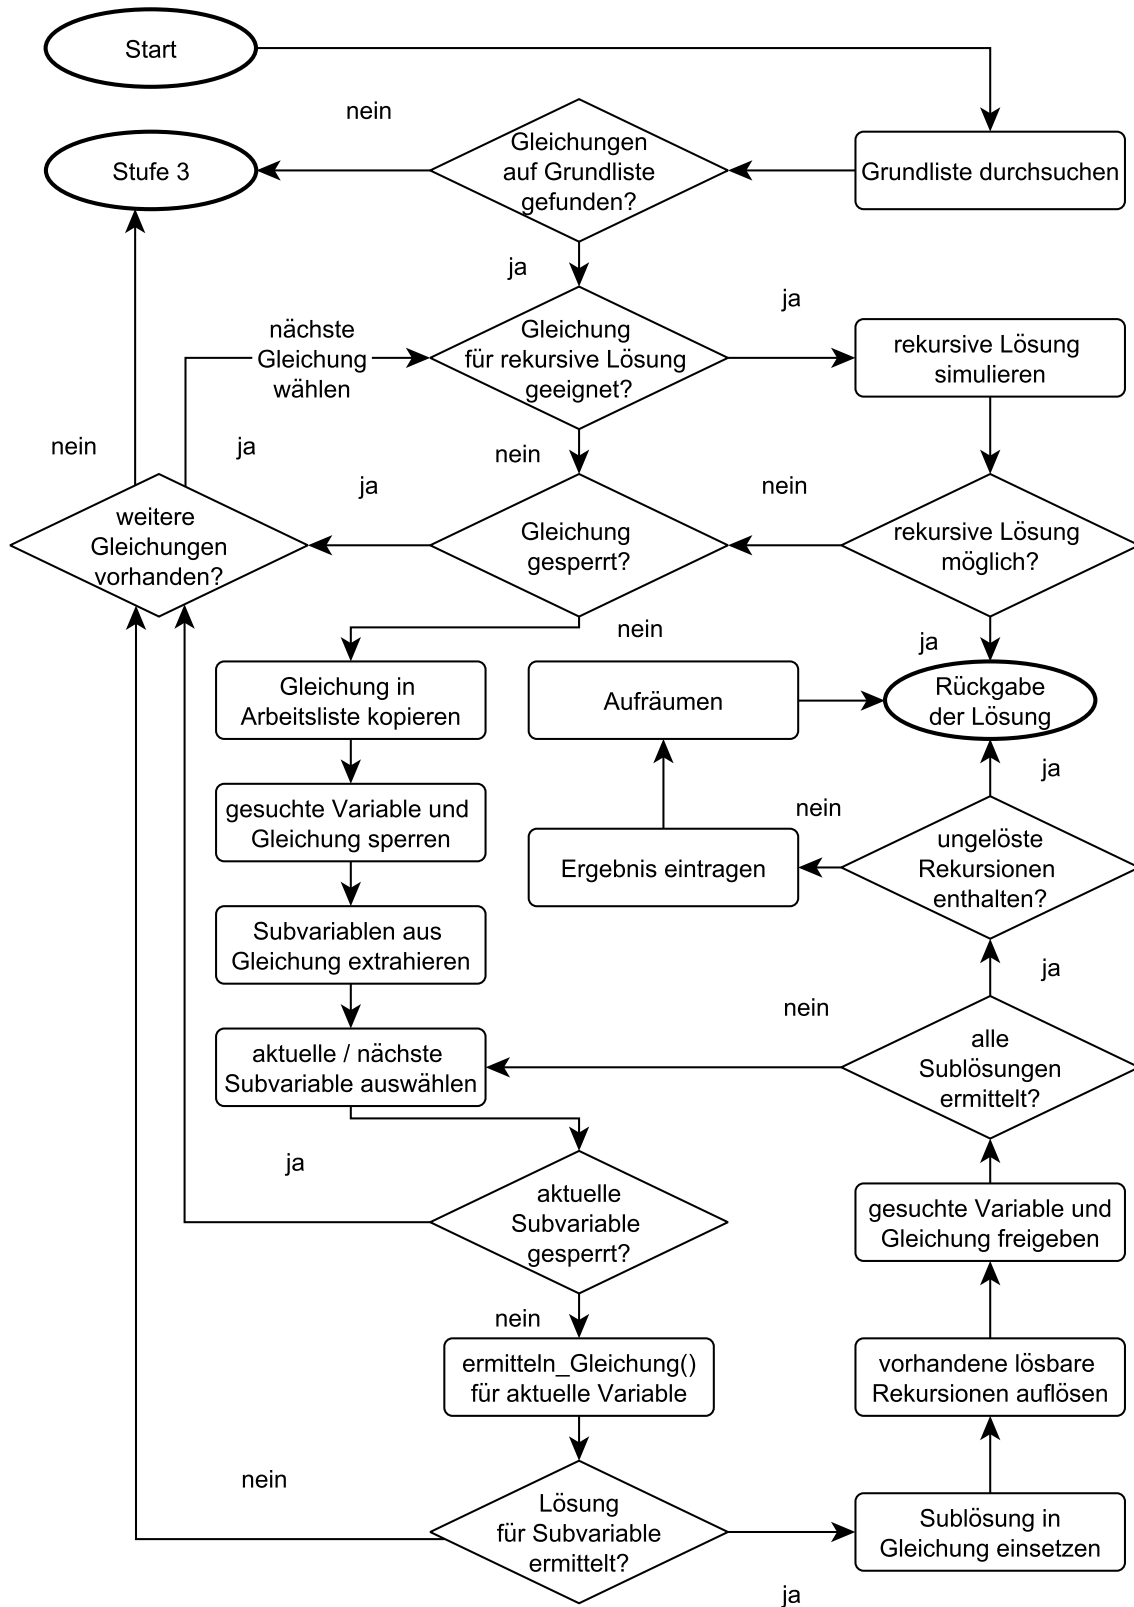 Start
nein
Stufe 3
Gleichungen
auf Grundliste
gefunden?
Grundliste durchsuchen
ja
ja
nächste
Gleichung
wählen
Gleichung
für rekursive Lösung
geeignet?
rekursive Lösung
simulieren
nein
ja
nein
ja
nein
weitere
Gleichungen
vorhanden?
Gleichung
gesperrt?
rekursive Lösung
möglich?
nein
ja
Gleichung in
Arbeitsliste kopieren
Aufräumen
Rückgabe
der Lösung
ja
gesuchte Variable und
Gleichung sperren
nein
Ergebnis eintragen
ungelöste
Rekursionen
enthalten?
Subvariablen aus
Gleichung extrahieren
ja
nein
aktuelle / nächste
Subvariable auswählen
alle
Sublösungen
ermittelt?
ja
aktuelle
Subvariable
gesperrt?
gesuchte Variable und
Gleichung freigeben
nein
ermitteln_Gleichung()
für aktuelle Variable
vorhandene lösbare
Rekursionen auflösen
nein
Lösung
für Subvariable
ermittelt?
Sublösung in
Gleichung einsetzen
ja